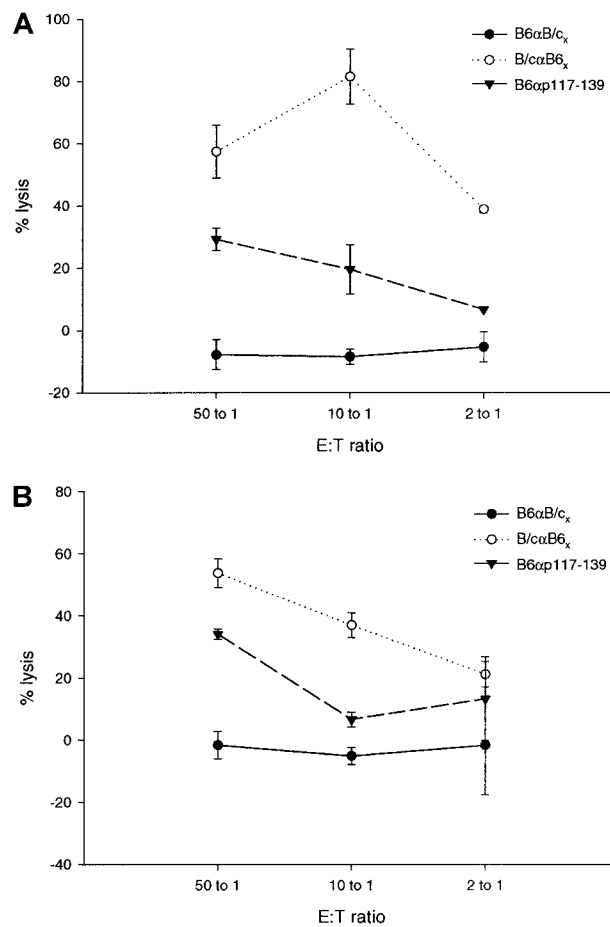 A
B6αB/cx
B/cαB6x
B6αp117-139
100
80
60
40
20
0
-20
% lysis
50 to 1
10 to 1
2 to 1
E:T ratio
B
B6αB/cx
B/cαB6x
B6αp117-139
80
60
40
20
0
-20
-40
% lysis
50 to 1
10 to 1
2 to 1
E:T ratio